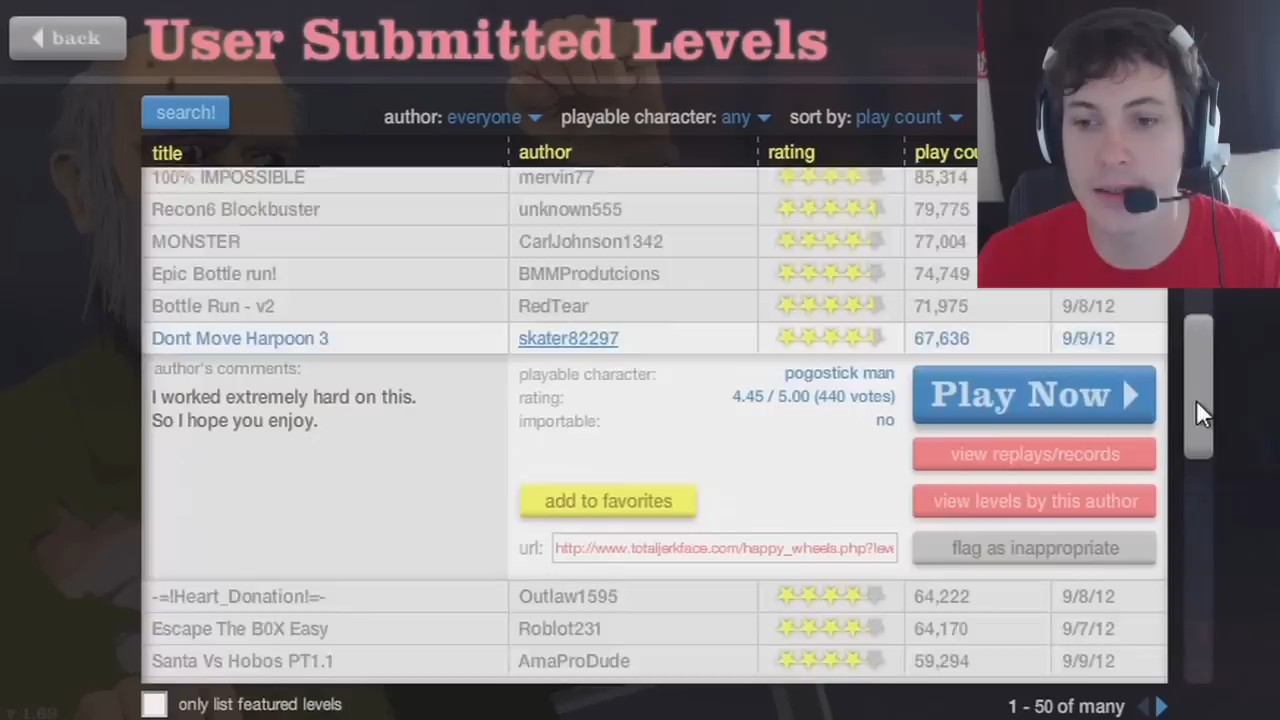 back
User Submitted Levels
search!
author: everyone playable character: any sort by: play count
title author rating play cou
100% IMPOSSIBLE mervin77 85,314
Recon6 Blockbuster unknown555 79,775
MONSTER CarlJohnson1342 77,004
Epic Bottle run! BMMProdutcions 74,749
Bottle Run - v2 RedTear 71,975 9/8/12
Dont Move Harpoon 3 skater82297 67,636 9/9/12
author's comments:
I worked extremely hard on this.
So I hope you enjoy.
playable character: pogostick man
rating: 4.45 / 5.00 (440 votes)
importable: no
add to favorites
url: http://www.totaljerkface.com/happy_wheels.php?leve
Play Now
view replays/records
view levels by this author
flag as inappropriate
-=!Heart_Donation!=- Outlaw1595 64,222 9/8/12
Escape The B0X Easy Roblot231 64,170 9/7/12
Santa Vs Hobos PT1.1 AmaProDude 59,294 9/9/12
only list featured levels 1 - 50 of many